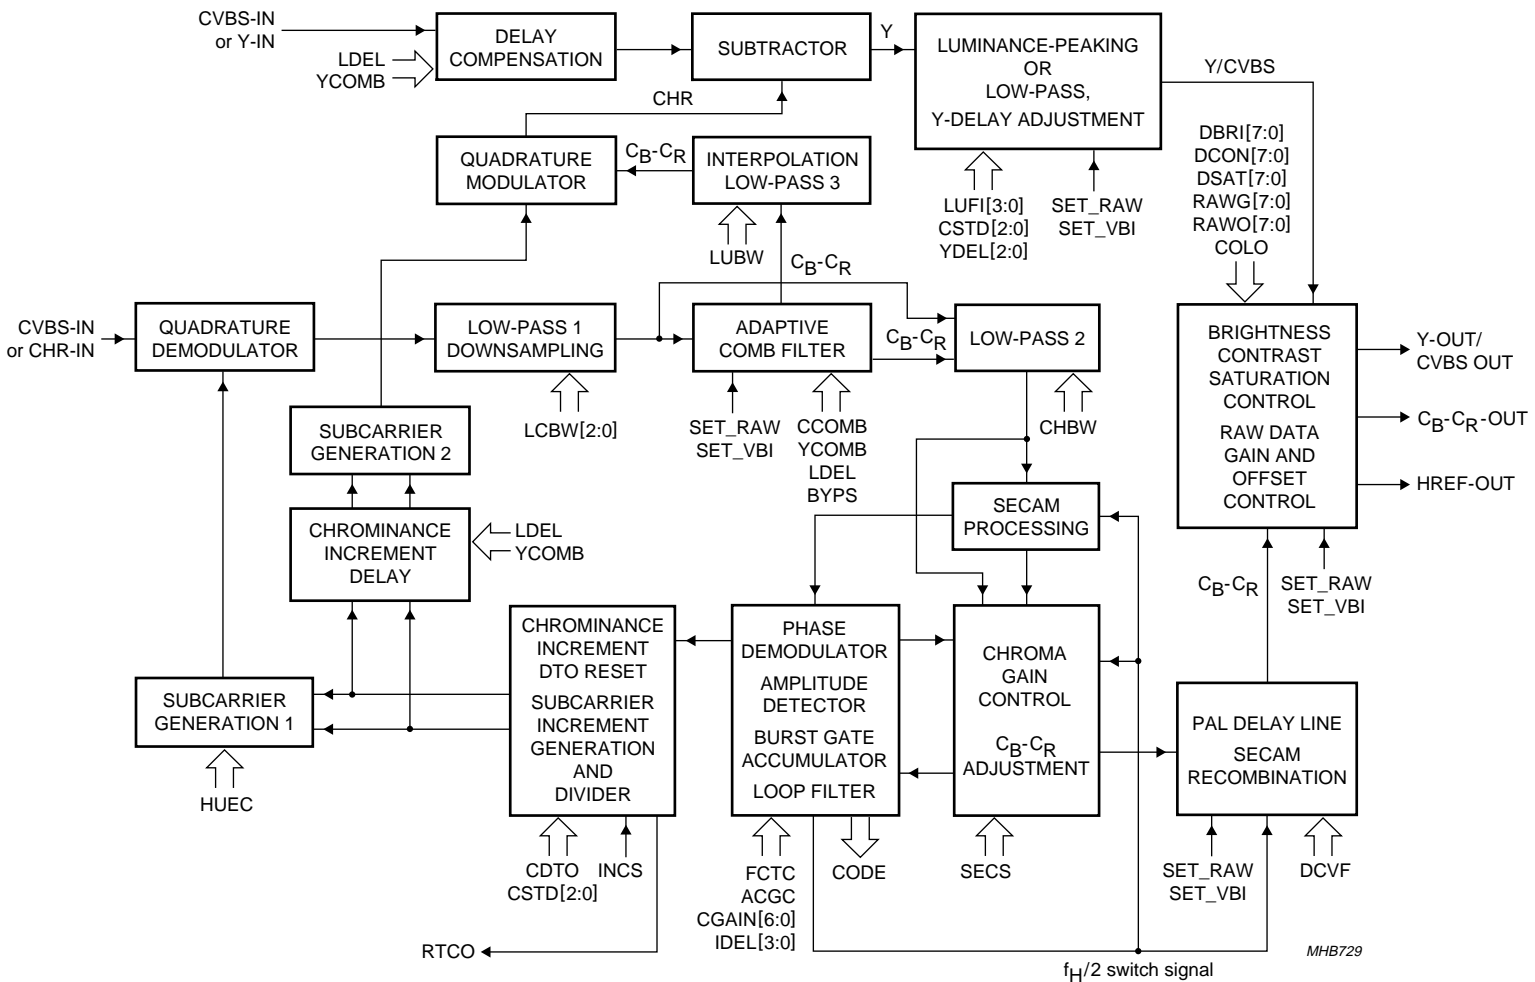 CVBS-IN
or Y-IN
LDEL
YCOMB
DELAY
COMPENSATION
SUBTRACTOR
Y
LUMINANCE-PEAKING
OR
LOW-PASS,
Y-DELAY ADJUSTMENT
Y/CVBS
CHR
QUADRATURE
MODULATOR
CB-CR
INTERPOLATION
LOW-PASS 3
LUBW
LUFI[3:0]
CSTD[2:0]
YDEL[2:0]
SET_RAW
SET_VBI
DBRI[7:0]
DCON[7:0]
DSAT[7:0]
RAWG[7:0]
RAWO[7:0]
COLO
CB-CR
CVBS-IN
or CHR-IN
QUADRATURE
DEMODULATOR
LOW-PASS 1
DOWNSAMPLING
LCBW[2:0]
ADAPTIVE
COMB FILTER
CB-CR
LOW-PASS 2
SET_RAW
SET_VBI
CCOMB
YCOMB
LDEL
BYPS
CHBW
BRIGHTNESS
CONTRAST
SATURATION
CONTROL
RAW DATA
GAIN AND
OFFSET
CONTROL
Y-OUT/
CVBS OUT
CB-CR-OUT
HREF-OUT
SUBCARRIER
GENERATION 2
CHROMINANCE
INCREMENT
DELAY
LDEL
YCOMB
SECAM
PROCESSING
CB-CR
SET_RAW
SET_VBI
SUBCARRIER
GENERATION 1
HUEC
CHROMINANCE
INCREMENT
DTO RESET
SUBCARRIER
INCREMENT
GENERATION
AND
DIVIDER
PHASE
DEMODULATOR
AMPLITUDE
DETECTOR
BURST GATE
ACCUMULATOR
LOOP FILTER
CHROMA
GAIN
CONTROL
CB-CR
ADJUSTMENT
PAL DELAY LINE
SECAM
RECOMBINATION
CDTO
CSTD[2:0]
INCS
FCTC
ACGC
CGAIN[6:0]
IDEL[3:0]
CODE
SECS
SET_RAW
SET_VBI
DCVF
RTCO
fH/2 switch signal
MHB729